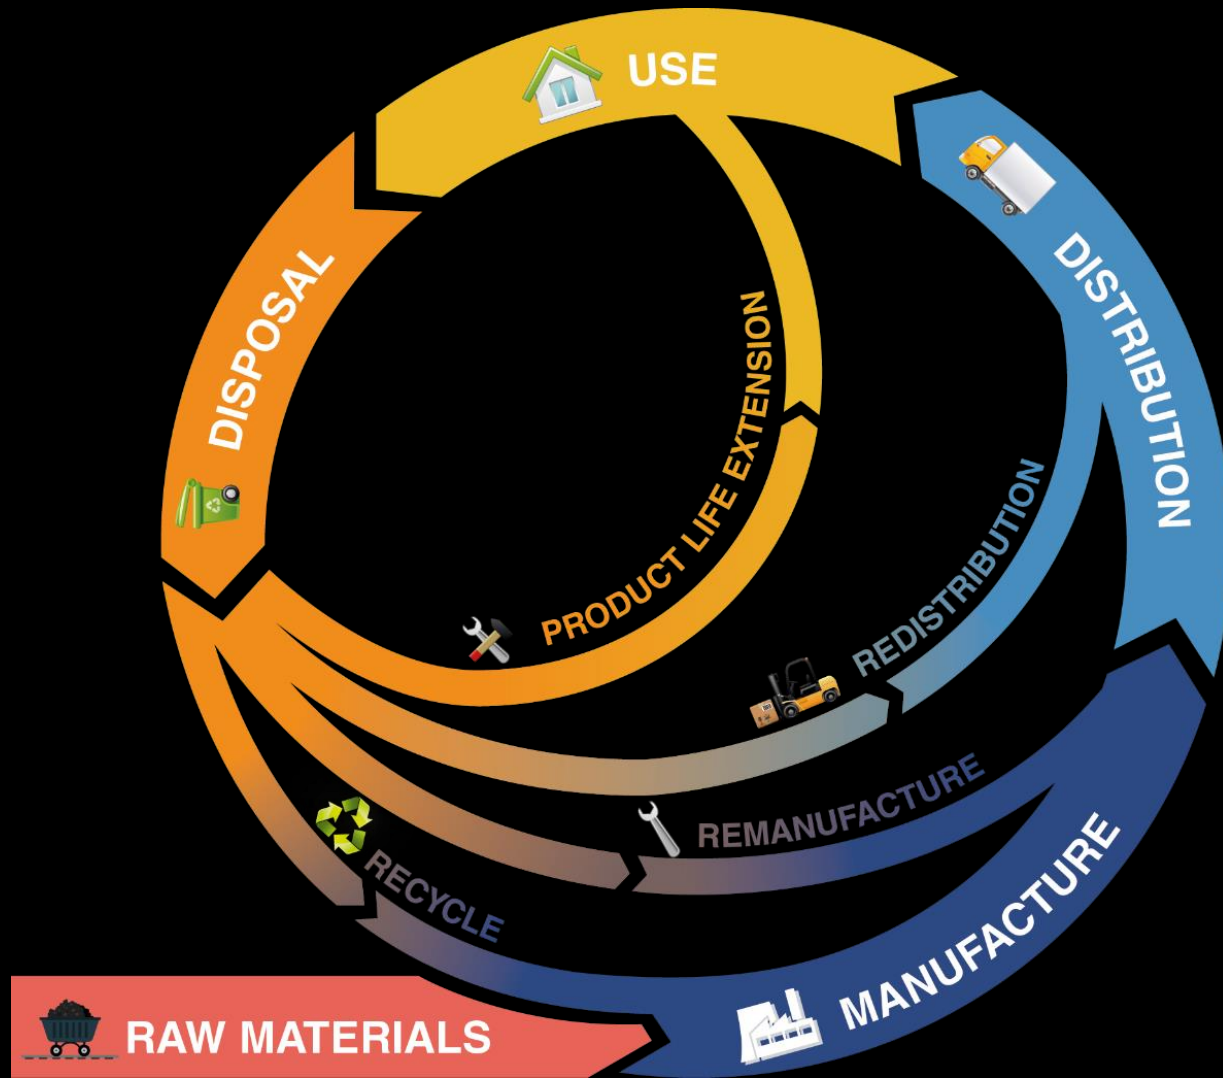 USE
DISTRIBUTION
DISPOSAL
PRODUCT LIFE EXTENSION
REDISTRIBUTION
REMANUFACTURE
RECYCLE
MANUFACTURE
RAW MATERIALS